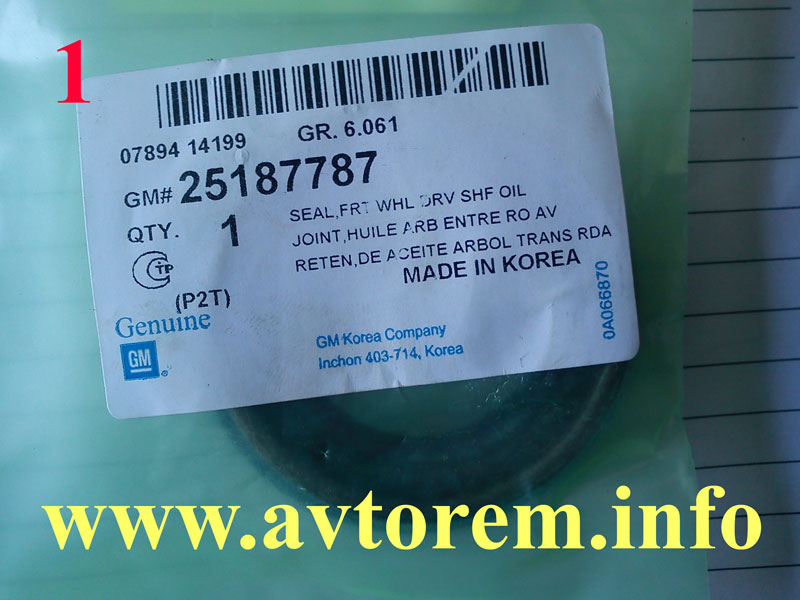 1
07894 14199 GR. 6.061
GM# 25187787
QTY. 1
SEAL,FRT WHL DRV SHF OIL
JOINT,HUILE ARB ENTRE RO AV
RETEN,DE ACEITE ARBOL TRANS RDA
MADE IN KOREA
(P2T)
Genuine
GM
GM Korea Company
Inchon 403-714, Korea
0A066870
www.avtorem.info